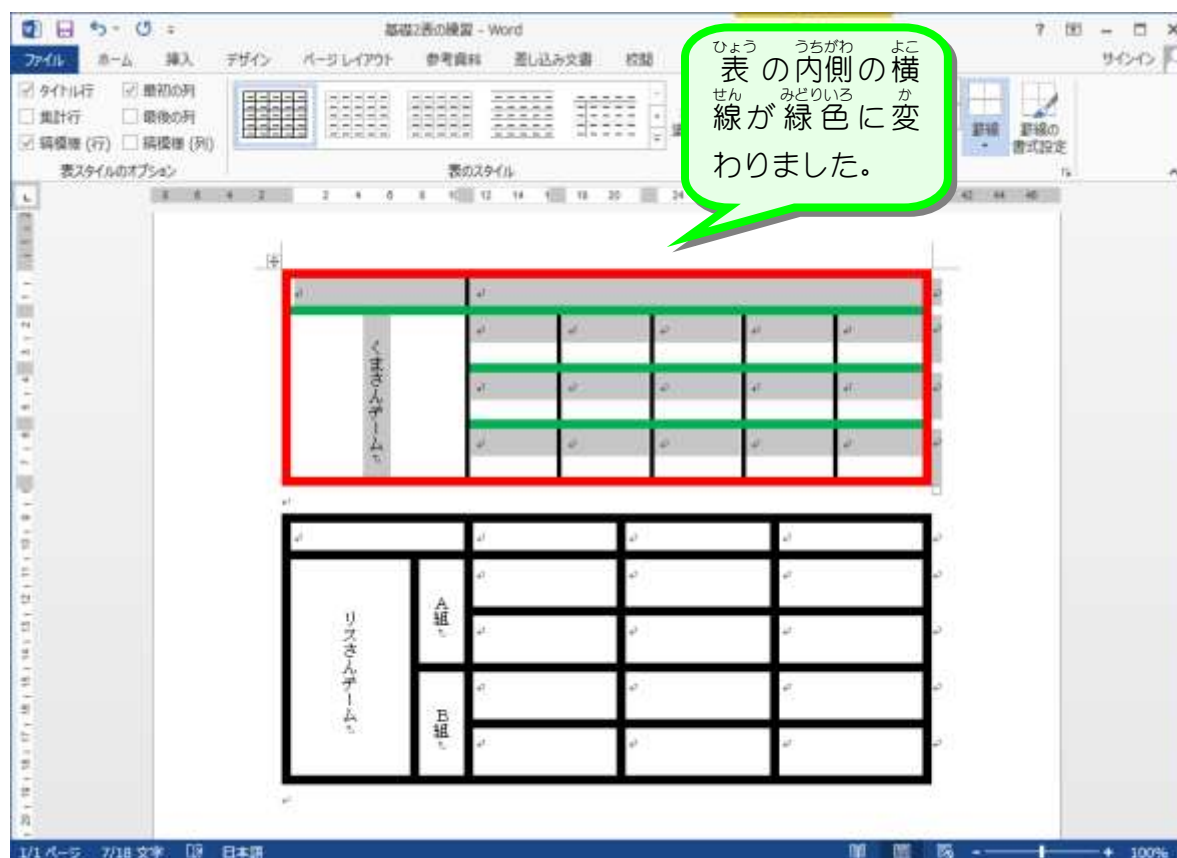 基礎2表の練習 - Word
ファイル ホーム 挿入 デザイン ページ レイアウト 参考資料 差し込み文書 校閲 サインイン
タイトル行 最初の列
集計行 最後の列
縞模様 (行) 縞模様 (列)
表スタイルのオプション
表のスタイル
罫線
罫線の
書式設定
ひょう うちがわ よこ
表の内側の横
せん みどりいろ か
線が緑色に変
わりました。
くまさんチーム
リスさんチーム
A組
B組
1/1 ページ 7/18 文字 日本語 100%